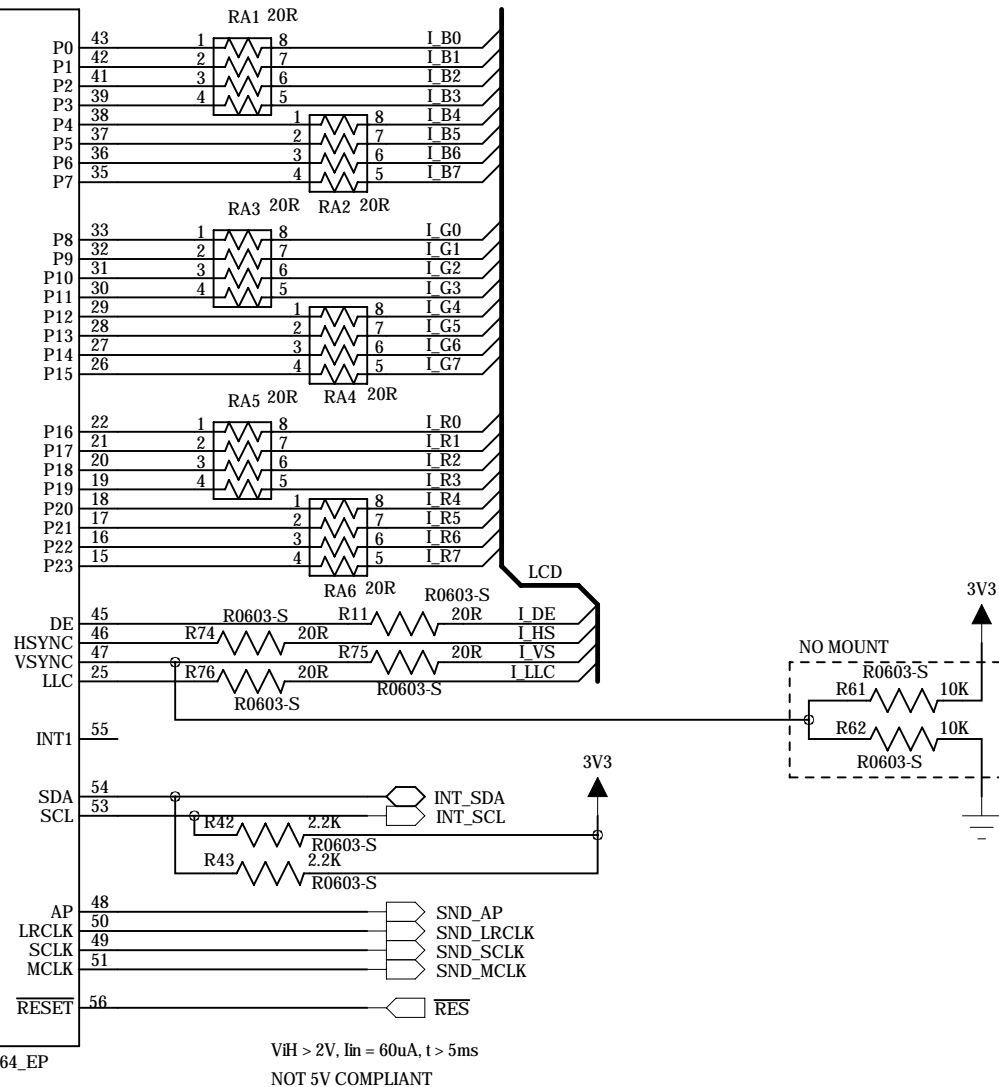 RA1 20R
P0 43 1 8 I_B0
P1 42 2 7 I_B1
P2 41 3 6 I_B2
P3 39 4 5 I_B3
P4 38 1 8 I_B4
P5 37 2 7 I_B5
P6 36 3 6 I_B6
P7 35 4 5 I_B7
RA3 20R RA2 20R
P8 33 1 8 I_G0
P9 32 2 7 I_G1
P10 31 3 6 I_G2
P11 30 4 5 I_G3
P12 29 1 8 I_G4
P13 28 2 7 I_G5
P14 27 3 6 I_G6
P15 26 4 5 I_G7
RA5 20R RA4 20R
P16 22 1 8 I_R0
P17 21 2 7 I_R1
P18 20 3 6 I_R2
P19 19 4 5 I_R3
P20 18 1 8 I_R4
P21 17 2 7 I_R5
P22 16 3 6 I_R6
P23 15 4 5 I_R7
LCD
RA6 20R R0603-S
DE 45 R0603-S R11 20R I_DE
HSYNC 46 R74 20R I_HS
VSYNC 47 R75 20R I_VS
LLC 25 R76 20R R0603-S I_LLC
R0603-S
3V3
NO MOUNT
R0603-S
R61 10K
R62 10K
R0603-S
INT1 55
3V3
SDA 54 INT_SDA
SCL 53 INT_SCL
R42 2.2K
R0603-S
R43 2.2K
R0603-S
AP 48 SND_AP
LRCLK 50 SND_LRCLK
SCLK 49 SND_SCLK
MCLK 51 SND_MCLK
RESET 56 RES
64_EP
ViH > 2V, Iin = 60uA, t > 5ms
NOT 5V COMPLIANT